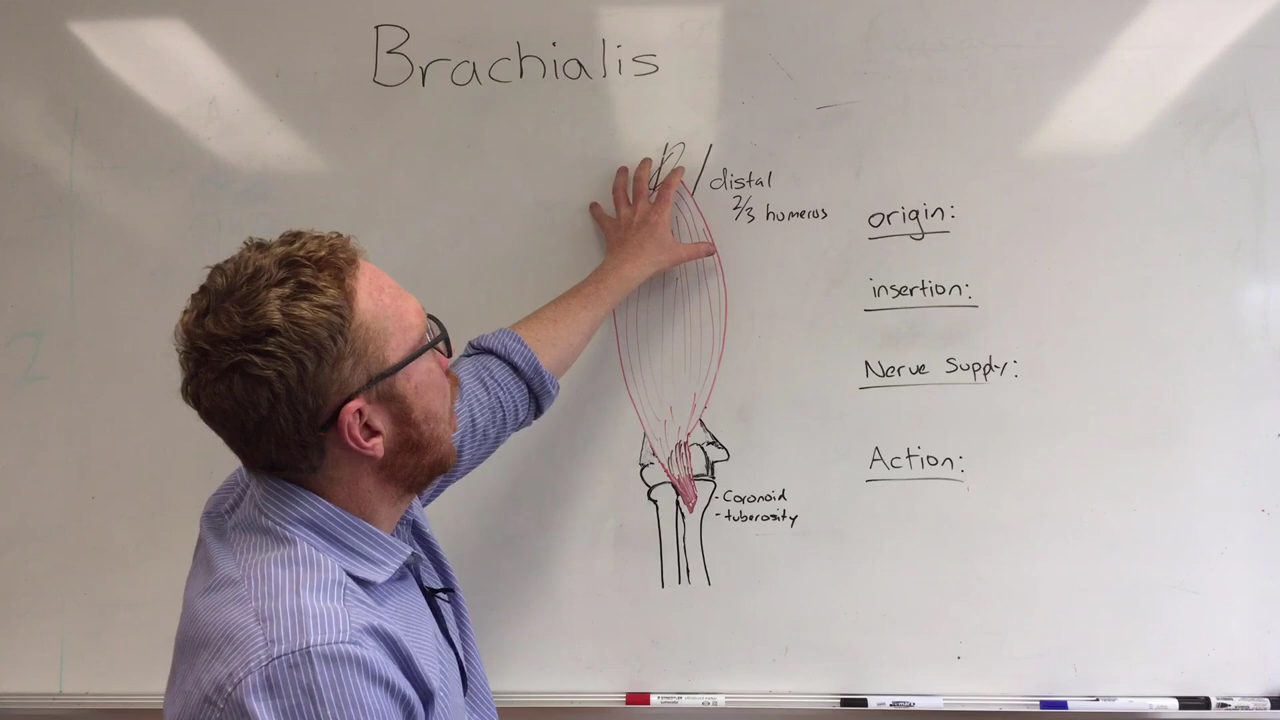 Brachialis
distal
2/3 humerus
origin:
insertion:
Nerve Supply:
Action:
- Coronoid
- tuberosity